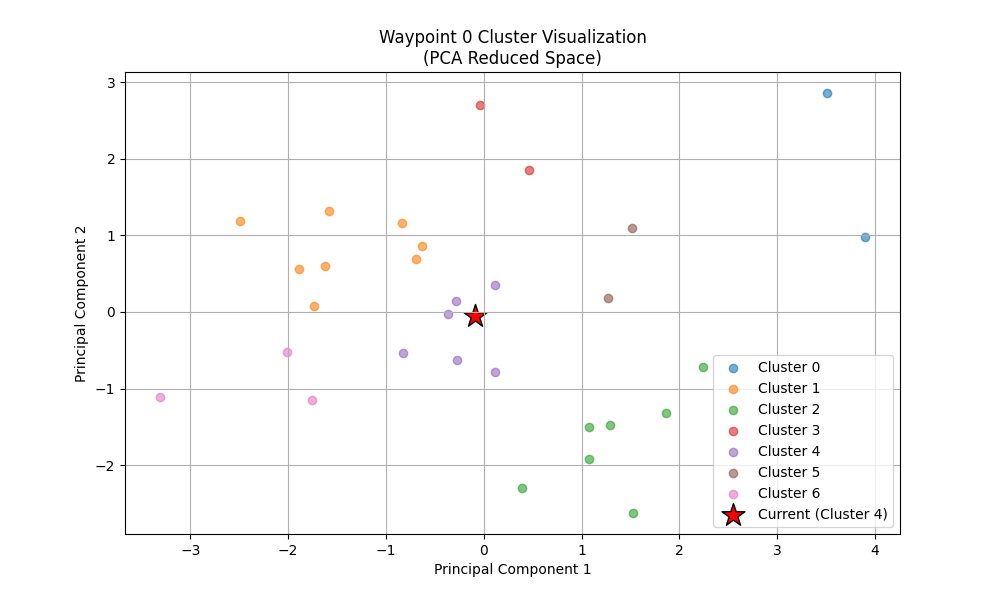 Waypoint 0 Cluster Visualization
(PCA Reduced Space)
Principal Component 2
3
2
1
0
−1
−2
−3
−2
−1
0
1
2
3
4
Principal Component 1
Cluster 0
Cluster 1
Cluster 2
Cluster 3
Cluster 4
Cluster 5
Cluster 6
Current (Cluster 4)